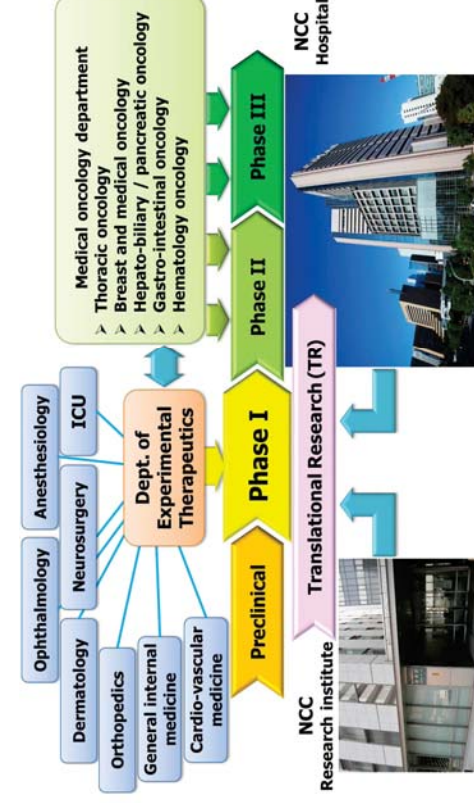 Ophthalmology
Anesthesiology
Dermatology
Neurosurgery
ICU
Orthopedics
General internal
medicine
Cardio-vascular
medicine
Dept. of
Experimental
Therapeutics
Medical oncology department
➢ Thoracic oncology
➢ Breast and medical oncology
➢ Hepato-biliary / pancreatic oncology
➢ Gastro-intestinal oncology
➢ Hematology oncology
Preclinical
Phase I
Phase II
Phase III
Translational Research (TR)
NCC
Research institute
NCC
Hospital